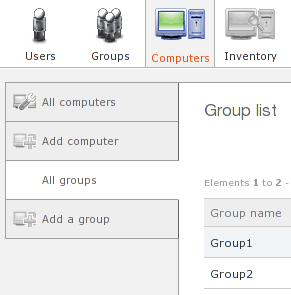 Users Groups Computers Inventory
All computers
Add computer
All groups
Add a group
Group list
Elements 1 to 2 -
Group name
Group1
Group2